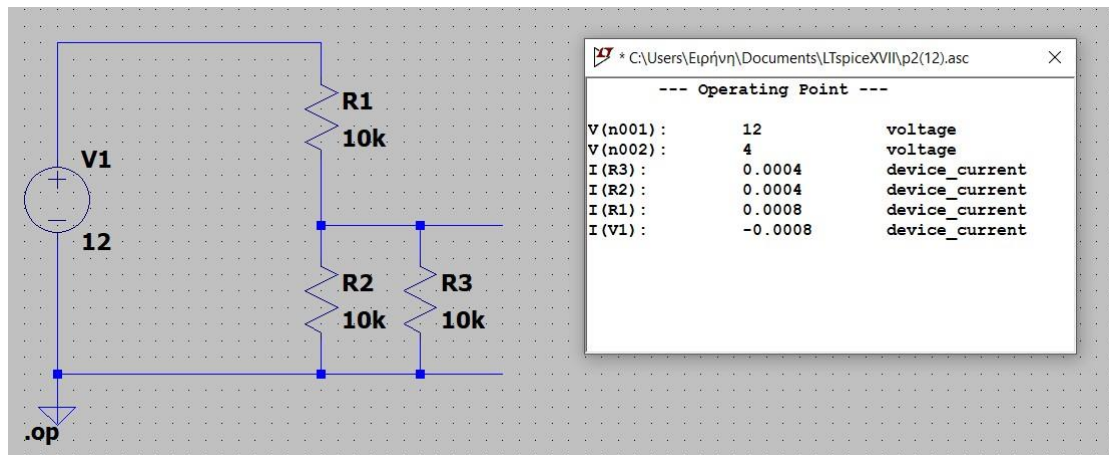 R1
10k
V1
12
R2
10k
R3
10k
.op
* C:\Users\Ειρήνη\Documents\LTspiceXVII\p2(12).asc
--- Operating Point ---
V(n001): 12 voltage
V(n002): 4 voltage
I(R3): 0.0004 device_current
I(R2): 0.0004 device_current
I(R1): 0.0008 device_current
I(V1): -0.0008 device_current